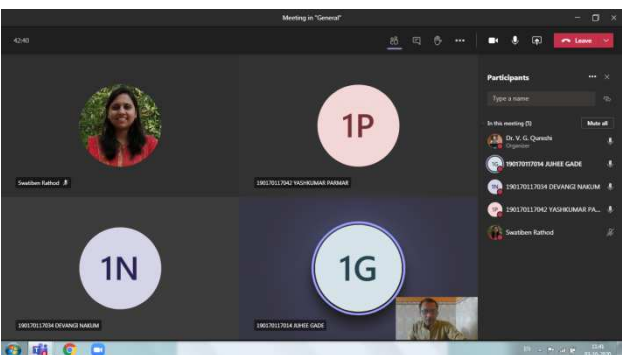 Meeting in "General"
42:40
Leave
Swatiben Rathod
1P
190170117042 YASHKUMAR PARMAR
1N
190170117034 DEVANGI NAKUM
1G
190170117014 JUHEE GADE
Participants
Type a name
In this meeting (5)
Mute all
Dr. V. G. Qureshi
Organizer
190170117014 JUHEE GADE
190170117034 DEVANGI NAKUM
190170117042 YASHKUMAR PA...
Swatiben Rathod
EN